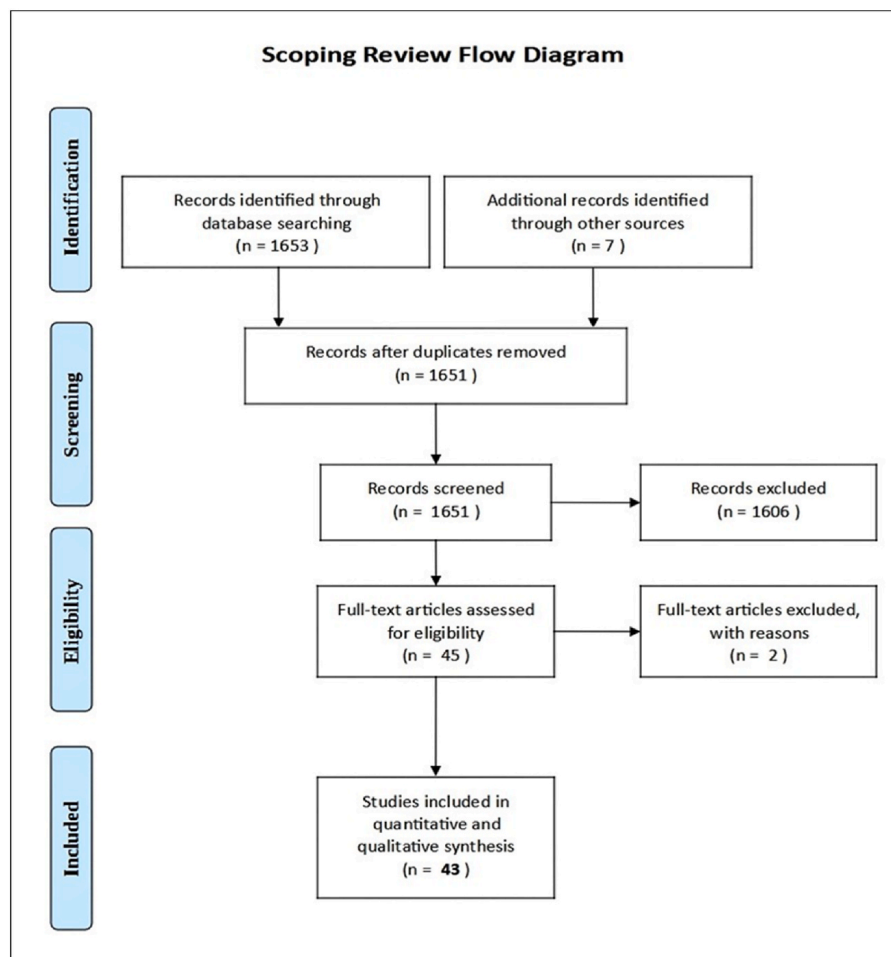 Scoping Review Flow Diagram
Identification
Records identified through
database searching
(n = 1653 )
Additional records identified
through other sources
(n = 7 )
Screening
Records after duplicates removed
(n = 1651 )
Records screened
(n = 1651 )
Records excluded
(n = 1606 )
Eligibility
Full-text articles assessed
for eligibility
(n = 45 )
Full-text articles excluded,
with reasons
(n = 2 )
Included
Studies included in
quantitative and
qualitative synthesis
(n = 43 )